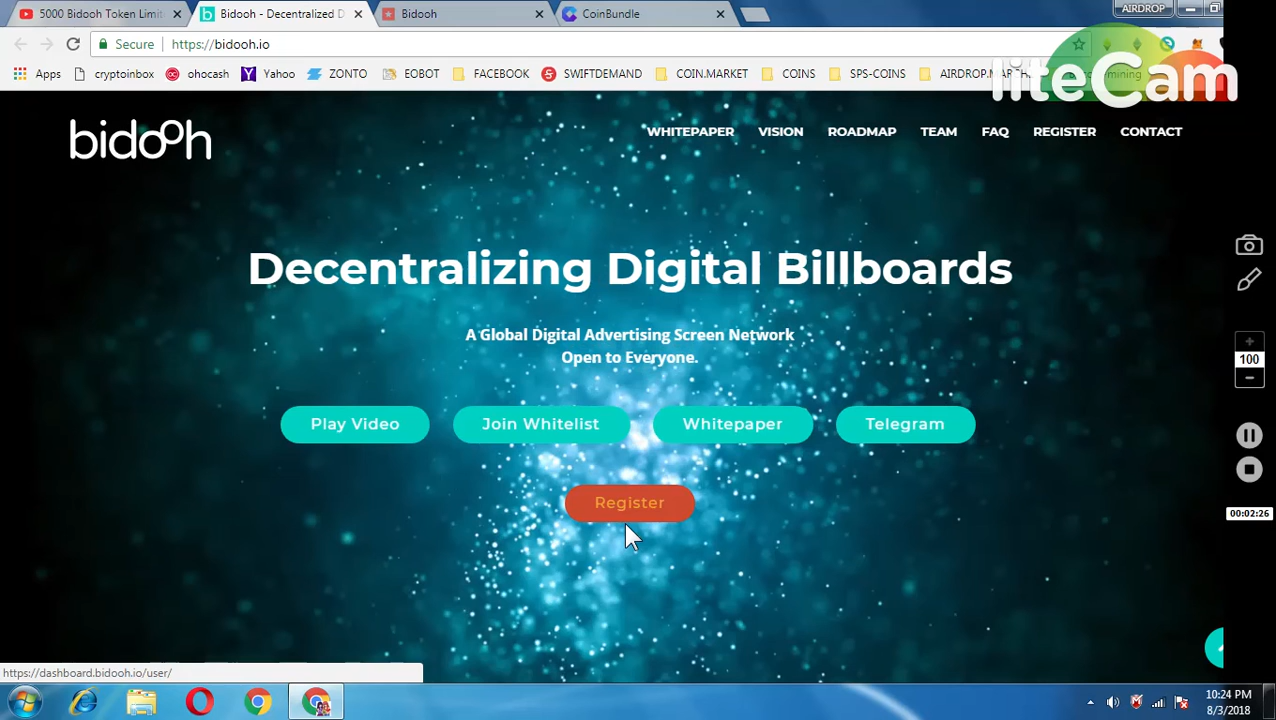 5000 Bidooh Token Limit
Bidooh - Decentralized D
Bidooh
CoinBundle
AIRDROP
Secure
https://bidooh.io
Apps
cryptoinbox
ohocash
Yahoo
ZONTO
EOBOT
FACEBOOK
SWIFTDEMAND
COIN.MARKET
COINS
SPS-COINS
mining
liteCam
bidooh
WHITEPAPER
VISION
ROADMAP
TEAM
FAQ
REGISTER
CONTACT
Decentralizing Digital Billboards
A Global Digital Advertising Screen Network
Open to Everyone.
Play Video
Join Whitelist
Whitepaper
Telegram
Register
100
00:02:26
https://dashboard.bidooh.io/user/
10:24 PM
8/3/2018